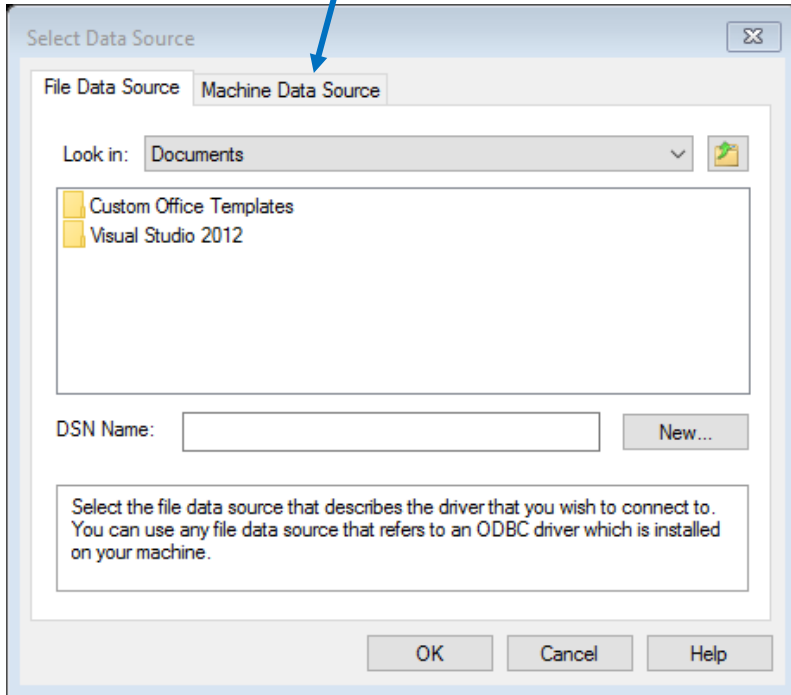 Select Data Source
File Data Source Machine Data Source
Look in: Documents
Custom Office Templates
Visual Studio 2012
DSN Name: New...
Select the file data source that describes the driver that you wish to connect to.
You can use any file data source that refers to an ODBC driver which is installed
on your machine.
OK Cancel Help